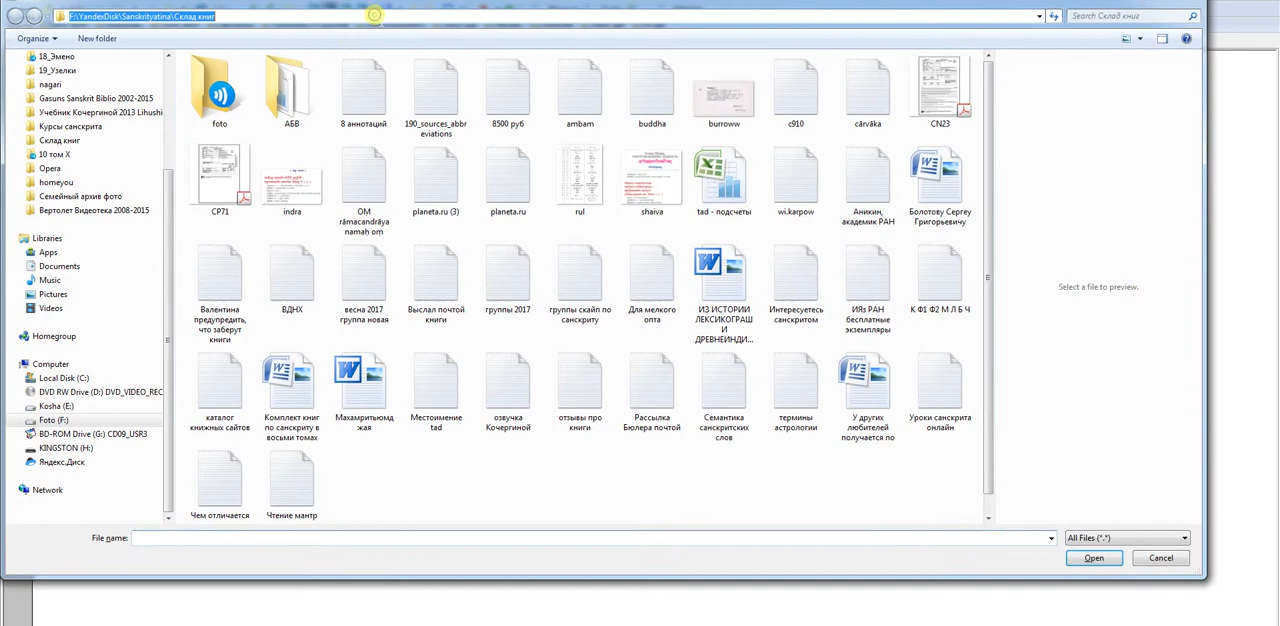 F:\YandexDisk\Sanskrityatina\Склад книг
Search Склад книг
Organize
New folder
18_Эмено
19_Узелки
nagari
Gasuns Sanskrit Biblio 2002-2015
Учебник Кочергиной 2013 Lihushi
Курсы санскрита
Склад книг
10 том X
Opera
homeyou
Семейный архив фото
Вертолет Видеотека 2008-2015
Libraries
Apps
Documents
Music
Pictures
Videos
Homegroup
Computer
Local Disk (C:)
DVD RW Drive (D:) DVD_VIDEO_REC
Kosha (E:)
Foto (F:)
BD-ROM Drive (G:) CD09_USR3
KINGSTON (H:)
Яндекс.Диск
Network
foto
АБВ
8 аннотаций
190_sources_abbr
eviations
8500 руб
ambam
buddha
burroww
c910
cārvāka
CN23
CP71
indra
OM
rāmacandrāya
namaḥ oṃ
planeta.ru (3)
planeta.ru
rul
shaiva
tad - подсчеты
wi.karpow
Аникин,
академик РАН
Болотову Сергею
Григорьевичу
Валентина
предупредить,
что заберут
книги
ВДНХ
весна 2017
группа новая
Выслал почтой
книги
группы 2017
группы скайп по
санскриту
Для мелкого
опта
ИЗ ИСТОРИИ
ЛЕКСИКОГРАФИ
И
ДРЕВНЕИНДИ...
Интересуетесь
санскритом
ИЯз РАН
бесплатные
экземпляры
К Ф1 Ф2 М Л Б Ч
каталог
книжных сайтов
Комплект книг
по санскриту в
восьми томах
Махамритьюмд
жая
Местоимение
tad
озвучка
Кочергиной
отзывы про
книги
Рассылка
Бюлера почтой
Семантика
санскритских
слов
термины
астрологии
У других
любителей
получается по
Уроки санскрита
онлайн
Чем отличается
Чтение мантр
Select a file to preview.
File name:
All Files (*.*)
Open
Cancel